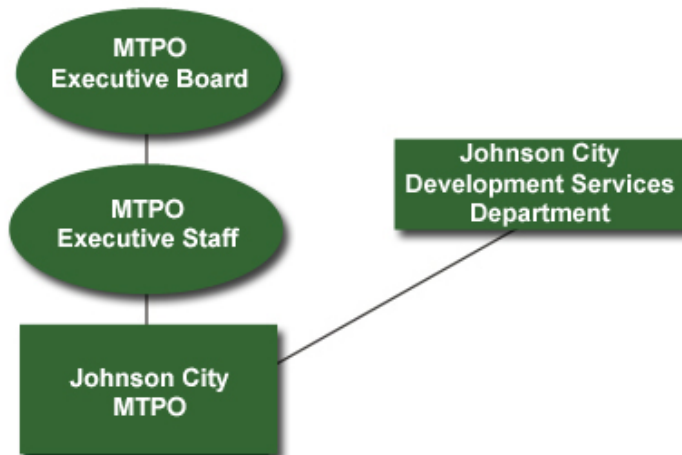 MTPO
Executive Board
MTPO
Executive Staff
Johnson City
Development Services
Department
Johnson City
MTPO